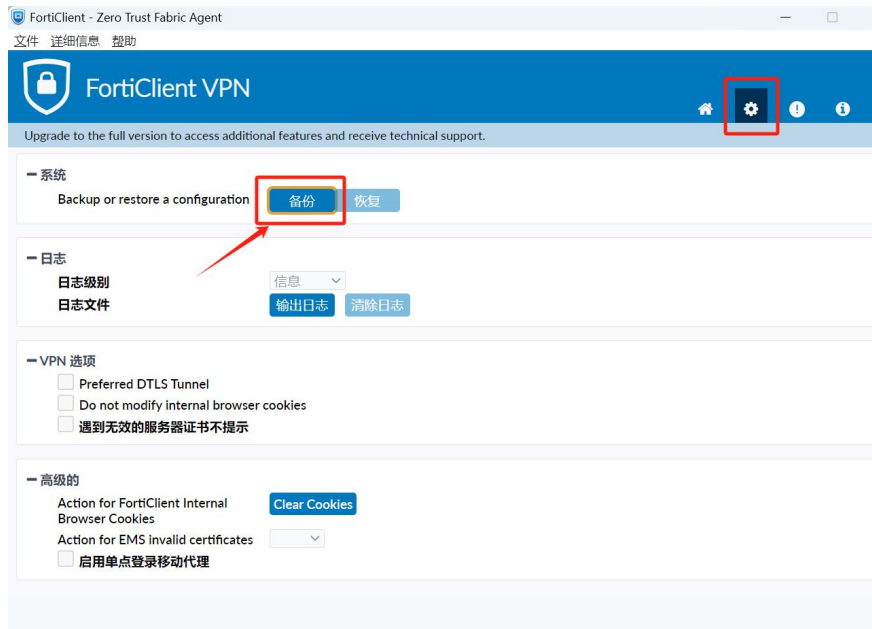 FortiClient - Zero Trust Fabric Agent
文件 详细信息 帮助
FortiClient VPN
Upgrade to the full version to access additional features and receive technical support.
系统
Backup or restore a configuration 备份 恢复
日志
日志级别 信息
日志文件 输出日志 清除日志
VPN 选项
Preferred DTLS Tunnel
Do not modify internal browser cookies
遇到无效的服务器证书不提示
高级的
Action for FortiClient Internal Clear Cookies
Browser Cookies
Action for EMS invalid certificates
启用单点登录移动代理